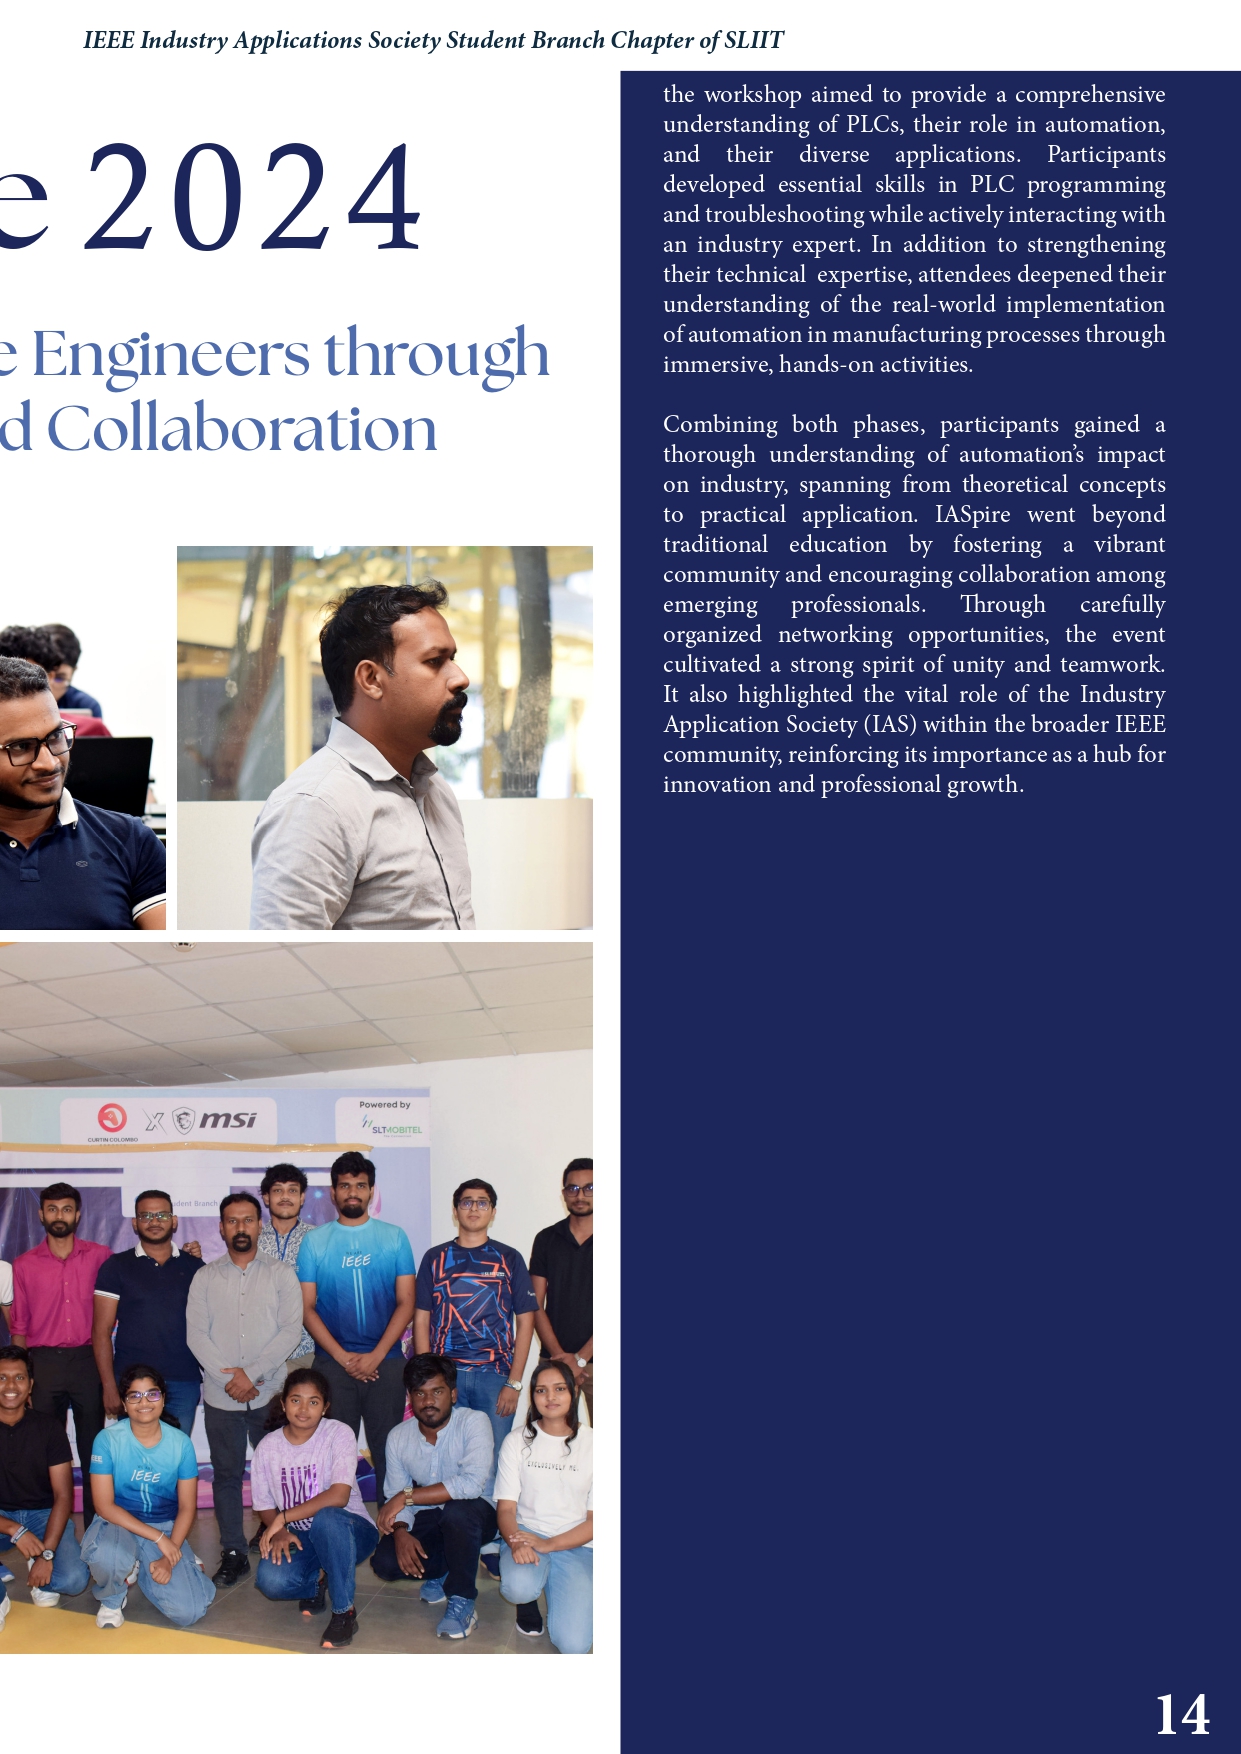 IEEE Industry Applications Society Student Branch Chapter of SLIIT
e 2024
e Engineers through
d Collaboration
the workshop aimed to provide a comprehensive
understanding of PLCs, their role in automation,
and their diverse applications. Participants
developed essential skills in PLC programming
and troubleshooting while actively interacting with
an industry expert. In addition to strengthening
their technical expertise, attendees deepened their
understanding of the real-world implementation
of automation in manufacturing processes through
immersive, hands-on activities.
Combining both phases, participants gained a
thorough understanding of automation’s impact
on industry, spanning from theoretical concepts
to practical application. IASpire went beyond
traditional education by fostering a vibrant
community and encouraging collaboration among
emerging professionals. Through carefully
organized networking opportunities, the event
cultivated a strong spirit of unity and teamwork.
It also highlighted the vital role of the Industry
Application Society (IAS) within the broader IEEE
community, reinforcing its importance as a hub for
innovation and professional growth.
CURTIN COLOMBO
X
msi
Powered by
SLTMOBITEL
dent Branch
IEEE
IEEE
EXCLUSIVELY ME.
14